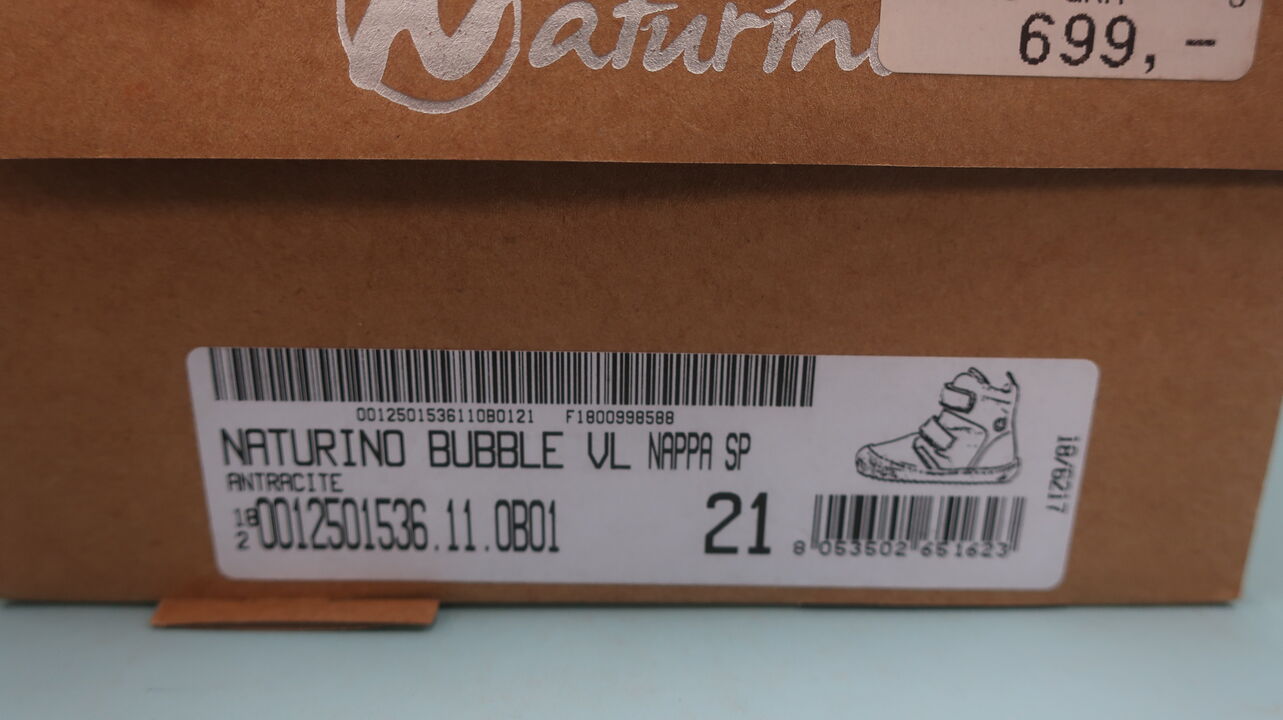 Naturin
699,-
0012501536110B0121 F1800998588
NATURINO BUBBLE VL NAPPA SP
ANTRACITE
18
2
0012501536.11.0B01
21
8 053502 651623
18/6217